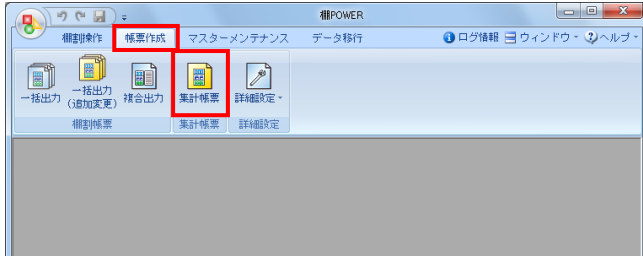 棚POWER
棚割操作 帳票作成 マスターメンテナンス データ移行 ログ情報 ウィンドウ ヘルプ
一括出力 一括出力(追加変更) 複合出力 集計帳票 詳細設定
棚割帳票 集計帳票 詳細設定